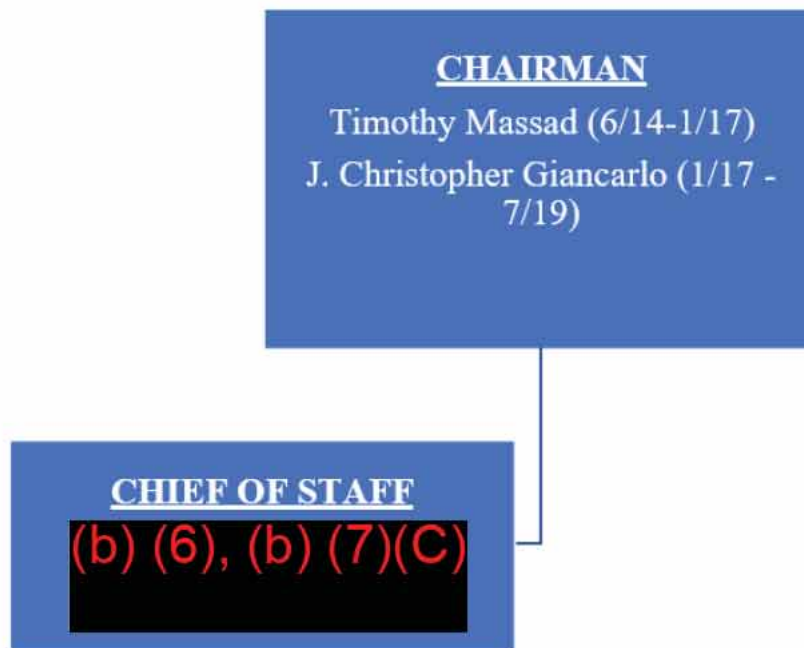 CHAIRMAN
Timothy Massad (6/14-1/17)
J. Christopher Giancarlo (1/17 -
7/19)
CHIEF OF STAFF
(b) (6), (b) (7)(C)